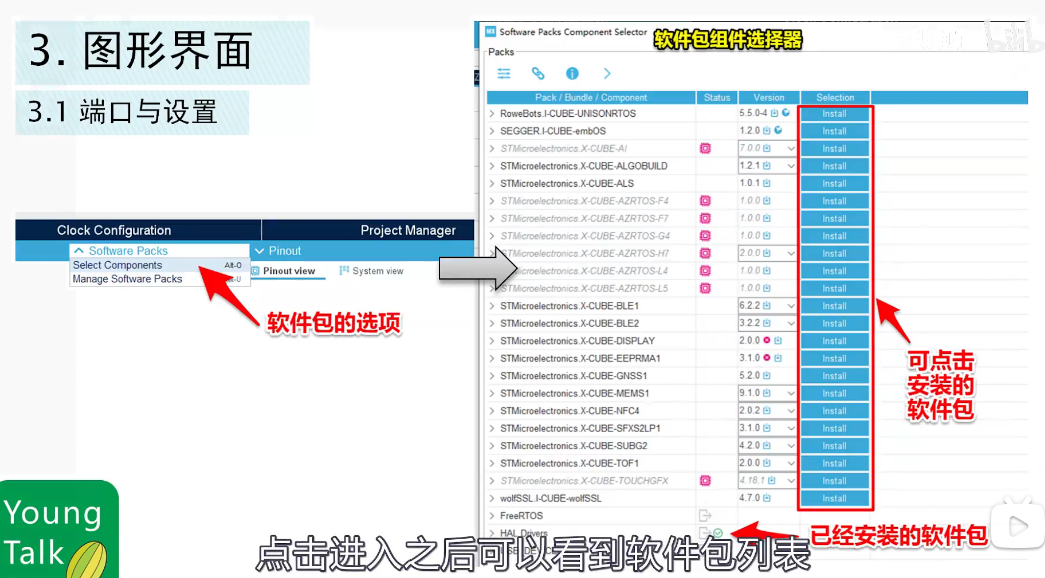 3. 图形界面
3.1 端口与设置
Clock Configuration
Project Manager
Software Packs
Pinout
Select Components Alt-O
Manage Software Packs
Pinout view
System view
软件包的选项
Software Packs Component Selector
软件包组件选择器
Packs
Pack / Bundle / Component Status Version Selection
RoweBots.I-CUBE-UNISONRTOS 5.5.0-4 Install
SEGGER.I-CUBE-embOS 1.2.0 Install
STMicroelectronics.X-CUBE-AI 7.0.0 Install
STMicroelectronics.X-CUBE-ALGOBUILD 1.2.1 Install
STMicroelectronics.X-CUBE-ALS 1.0.1 Install
STMicroelectronics.X-CUBE-AZRTOS-F4 1.0.0 Install
STMicroelectronics.X-CUBE-AZRTOS-F7 1.0.0 Install
STMicroelectronics.X-CUBE-AZRTOS-G4 1.0.0 Install
STMicroelectronics.X-CUBE-AZRTOS-H7 2.0.0 Install
STMicroelectronics.X-CUBE-AZRTOS-L4 1.0.0 Install
STMicroelectronics.X-CUBE-AZRTOS-L5 1.0.0 Install
STMicroelectronics.X-CUBE-BLE1 6.2.2 Install
STMicroelectronics.X-CUBE-BLE2 3.2.2 Install
STMicroelectronics.X-CUBE-DISPLAY 2.0.0 Install
STMicroelectronics.X-CUBE-EEPRMA1 3.1.0 Install
STMicroelectronics.X-CUBE-GNSS1 5.2.0 Install
STMicroelectronics.X-CUBE-MEMS1 9.1.0 Install
STMicroelectronics.X-CUBE-NFC4 2.0.2 Install
STMicroelectronics.X-CUBE-SFXS2LP1 3.1.0 Install
STMicroelectronics.X-CUBE-SUBG2 4.2.0 Install
STMicroelectronics.X-CUBE-TOF1 2.0.0 Install
STMicroelectronics.X-CUBE-TOUCHGFX 4.18.1 Install
wolfSSL.I-CUBE-wolfSSL 4.7.0 Install
FreeRTOS
HAL Drivers
可点击
安装的
软件包
已经安装的软件包
Young
Talk
点击进入之后可以看到软件包列表